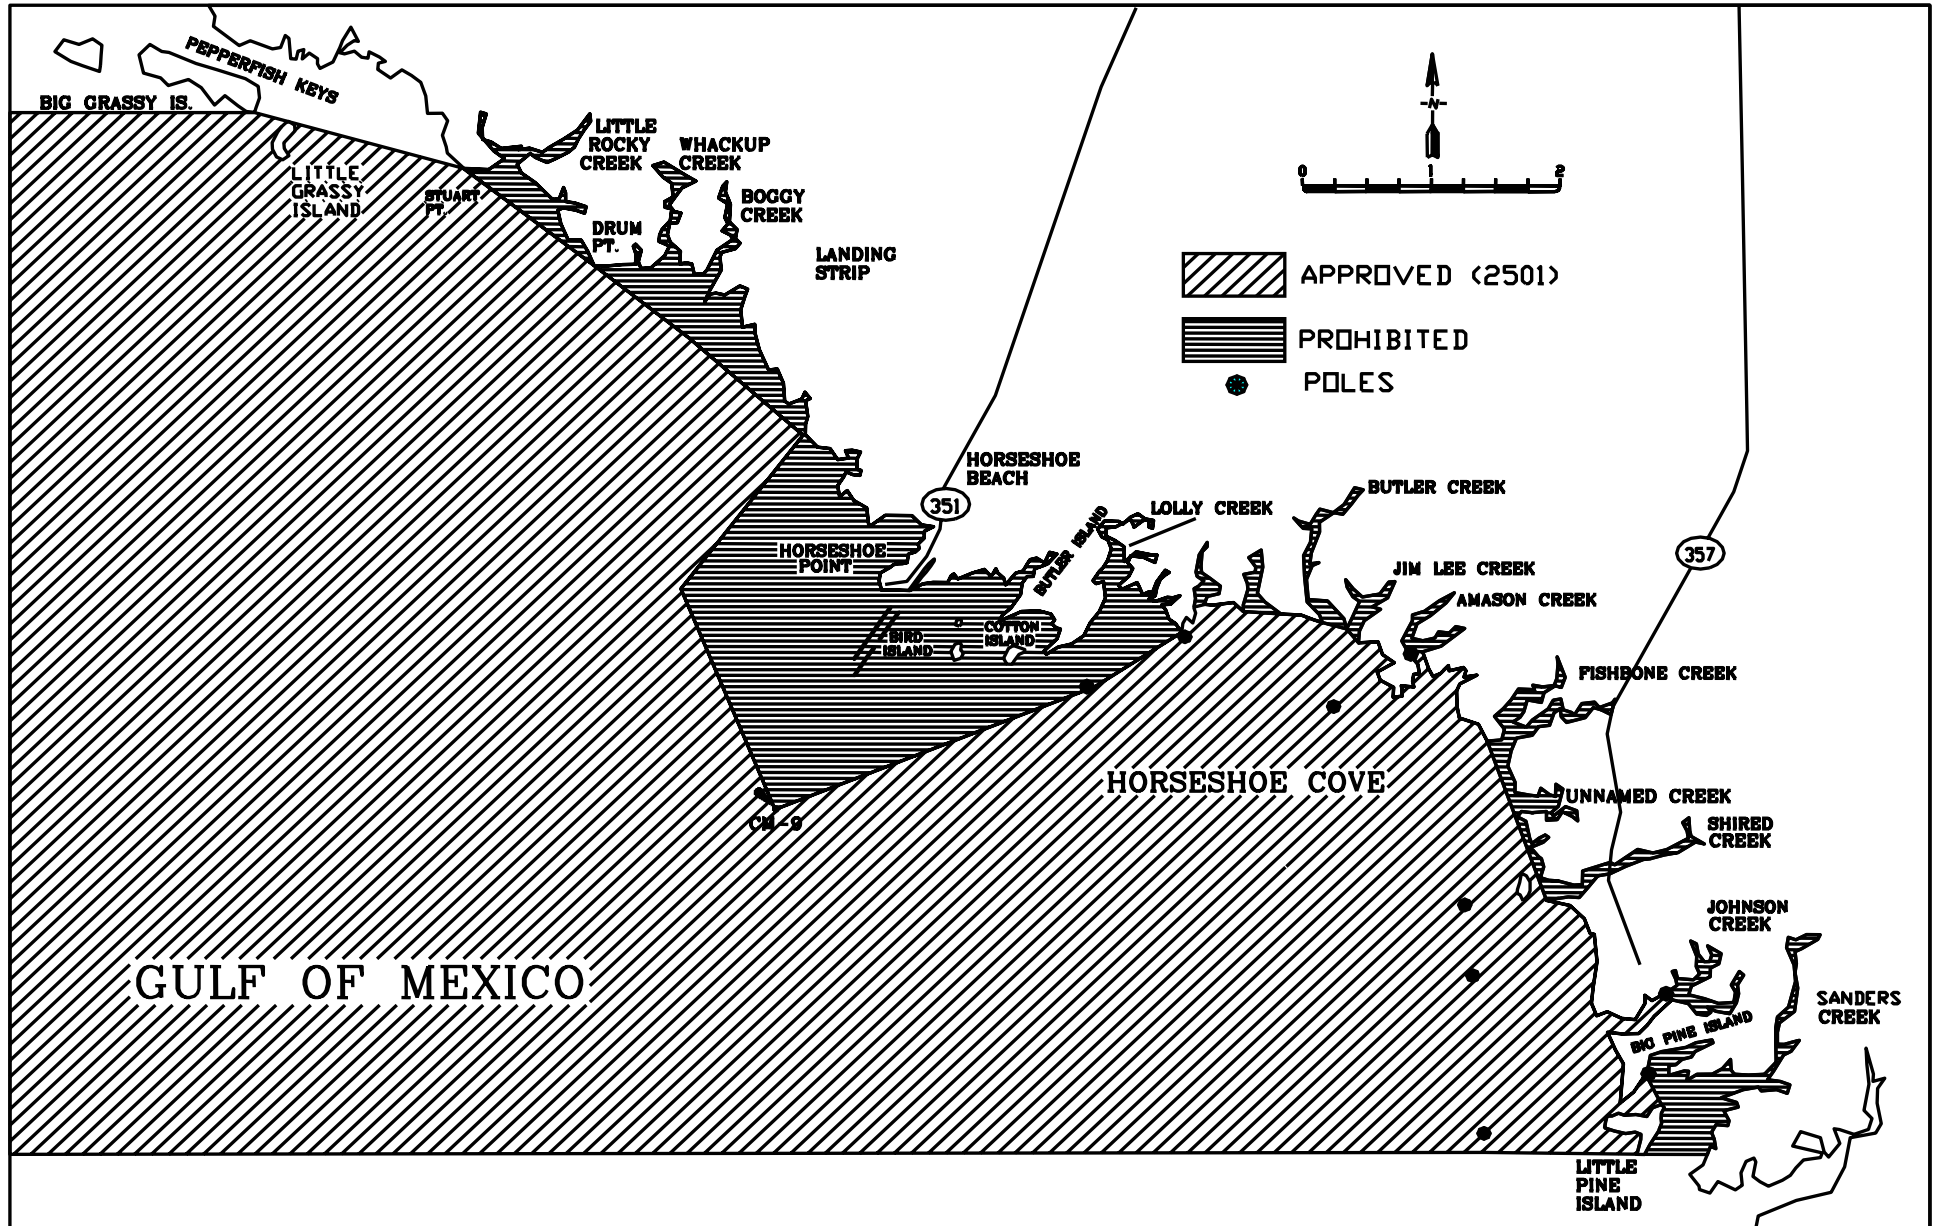 PEPPERFISH KEYS
BIG GRASSY IS.
LITTLE
GRASSY
ISLAND
STUART
PT.
LITTLE
ROCKY
CREEK
WHACKUP
CREEK
BOGGY
CREEK
DRUM
PT.
LANDING
STRIP
-N-
0 1 2
APPROVED (2501)
PROHIBITED
POLES
HORSESHOE
BEACH
351
HORSESHOE
POINT
BUTLER ISLAND
LOLLY CREEK
BUTLER CREEK
JIM LEE CREEK
AMASON CREEK
357
BIRD
ISLAND
COTTON
ISLAND
FISHBONE CREEK
HORSESHOE COVE
CM-9
UNNAMED CREEK
SHIRED
CREEK
JOHNSON
CREEK
GULF OF MEXICO
SANDERS
CREEK
BIG PINE ISLAND
LITTLE
PINE
ISLAND